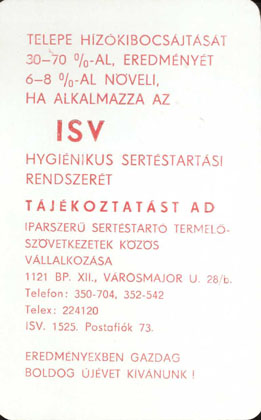 TELEPE HÍZÓKIBOCSÁJTÁSÁT
30–70 %-AL, EREDMÉNYÉT
6–8 %-AL NÖVELI,
HA ALKALMAZZA AZ
ISV
HYGIÉNIKUS SERTÉSTARTÁSI
RENDSZERÉT
TÁJÉKOZTATÁST AD
IPARSZERŰ SERTÉSTARTÓ TERMELŐ-
SZÖVETKEZETEK KÖZÖS
VÁLLALKOZÁSA
1121 BP. XII., VÁROSMAJOR U. 28/b.
Telefon: 350-704, 352-542
Telex: 224120
ISV. 1525. Postafiók 73.
EREDMÉNYEXBEN GAZDAG
BOLDOG ÚJÉVET KÍVÁNUNK !